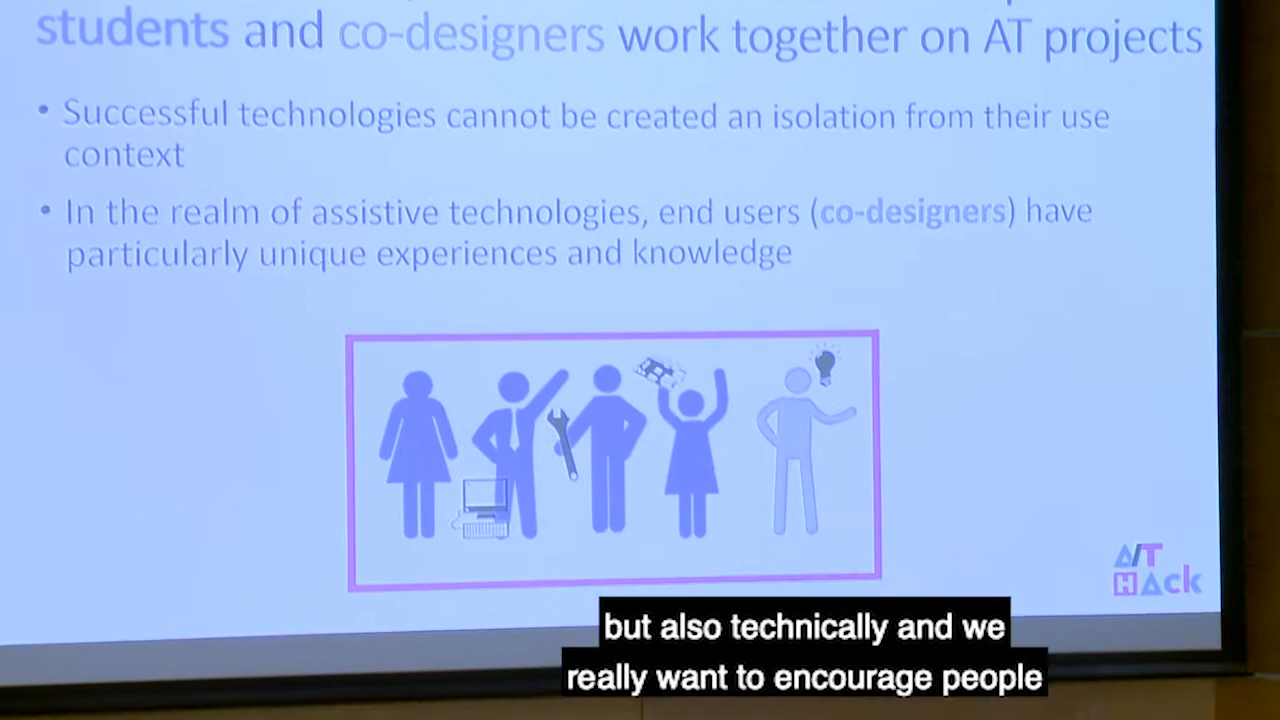 students and co-designers work together on AT projects
• Successful technologies cannot be created an isolation from their use
context
• In the realm of assistive technologies, end users (co-designers) have
particularly unique experiences and knowledge
A/T
HAck
but also technically and we
really want to encourage people